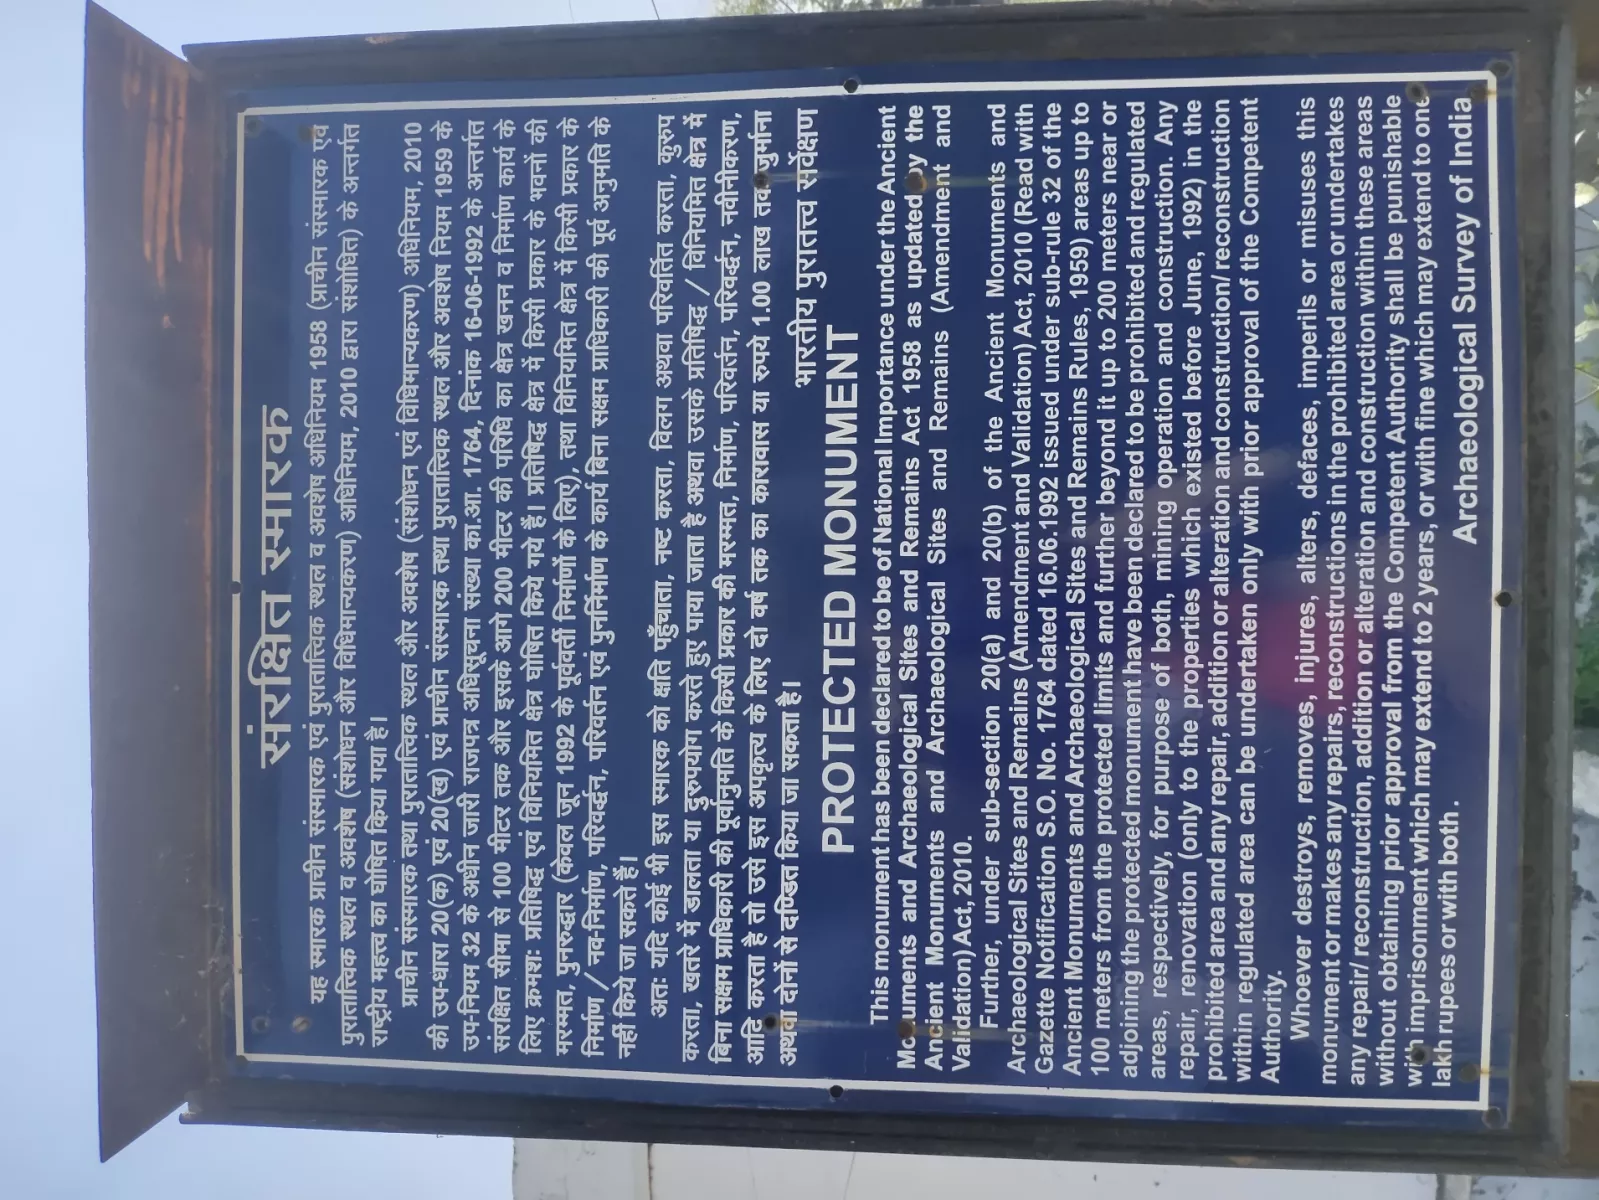 संरक्षित स्मारक
यह स्मारक प्राचीन संस्मारक एवं पुरातात्त्विक स्थल व अवशेष अधिनियम 1958 (प्राचीन संस्मारक एवं
पुरातात्त्विक स्थल व अवशेष (संशोधन और विधिमान्यकरण) अधिनियम, 2010 द्वारा संशोधित) के अन्तर्गत
राष्ट्रीय महत्त्व का घोषित किया गया है।
प्राचीन संस्मारक तथा पुरातात्त्विक स्थल और अवशेष (संशोधन एवं विधिमान्यकरण) अधिनियम, 2010
की उप-धारा 20(क) एवं 20(ख) एवं प्राचीन संस्मारक तथा पुरातात्त्विक स्थल और अवशेष नियम 1959 के
उप-नियम 32 के अधीन जारी राजपत्र अधिसूचना संख्या का.आ. 1764, दिनांक 16-06-1992 के अन्तर्गत
संरक्षित सीमा से 100 मीटर तक और इसके आगे 200 मीटर की परिधि का क्षेत्र खनन व निर्माण कार्य के
लिए क्रमशः प्रतिषिद्ध एवं विनियमित क्षेत्र घोषित किये गये हैं। प्रतिषिद्ध क्षेत्र में किसी प्रकार के भवनों की
मरम्मत, पुनरुद्धार (केवल जून 1992 के पूर्ववर्ती निर्माणों के लिए), तथा विनियमित क्षेत्र में किसी प्रकार के
निर्माण / नव-निर्माण, परिवर्द्धन, परिवर्तन एवं पुनर्निर्माण के कार्य बिना सक्षम प्राधिकारी की पूर्व अनुमति के
नहीं किये जा सकते हैं।
अतः यदि कोई भी इस स्मारक को क्षति पहुँचाता, नष्ट करता, विलग अथवा परिवर्तित करता, कुरुप
करता, खतरे में डालता या दुरुपयोग करते हुए पाया जाता है अथवा उसके प्रतिषिद्ध / विनियमित क्षेत्र में
बिना सक्षम प्राधिकारी की पूर्वानुमति के किसी प्रकार की मरम्मत, निर्माण, परिवर्तन, परिवर्द्धन, नवीनीकरण,
आदि करता है तो उसे इस अपकृत्य के लिए दो वर्ष तक का कारावास या रुपये 1.00 लाख तक जुर्माना
अथवा दोनों से दण्डित किया जा सकता है।
भारतीय पुरातत्त्व सर्वेक्षण
PROTECTED MONUMENT
This monument has been declared to be of National Importance under the Ancient
Monuments and Archaeological Sites and Remains Act 1958 as updated by the
Ancient Monuments and Archaeological Sites and Remains (Amendment and
Validation) Act, 2010.
Further, under sub-section 20(a) and 20(b) of the Ancient Monuments and
Archaeological Sites and Remains (Amendment and Validation) Act, 2010 (Read with
Gazette Notification S.O. No. 1764 dated 16.06.1992 issued under sub-rule 32 of the
Ancient Monuments and Archaeological Sites and Remains Rules, 1959) areas up to
100 meters from the protected limits and further beyond it up to 200 meters near or
adjoining the protected monument have been declared to be prohibited and regulated
areas, respectively, for purpose of both, mining operation and construction. Any
repair, renovation (only to the properties which existed before June, 1992) in the
prohibited area and any repair, addition or alteration and construction/ reconstruction
within regulated area can be undertaken only with prior approval of the Competent
Authority.
Whoever destroys, removes, injures, alters, defaces, imperils or misuses this
monument or makes any repairs, reconstructions in the prohibited area or undertakes
any repair/ reconstruction, addition or alteration and construction within these areas
without obtaining prior approval from the Competent Authority shall be punishable
with imprisonment which may extend to 2 years, or with fine which may extend to one
lakh rupees or with both .
Archaeological Survey of India